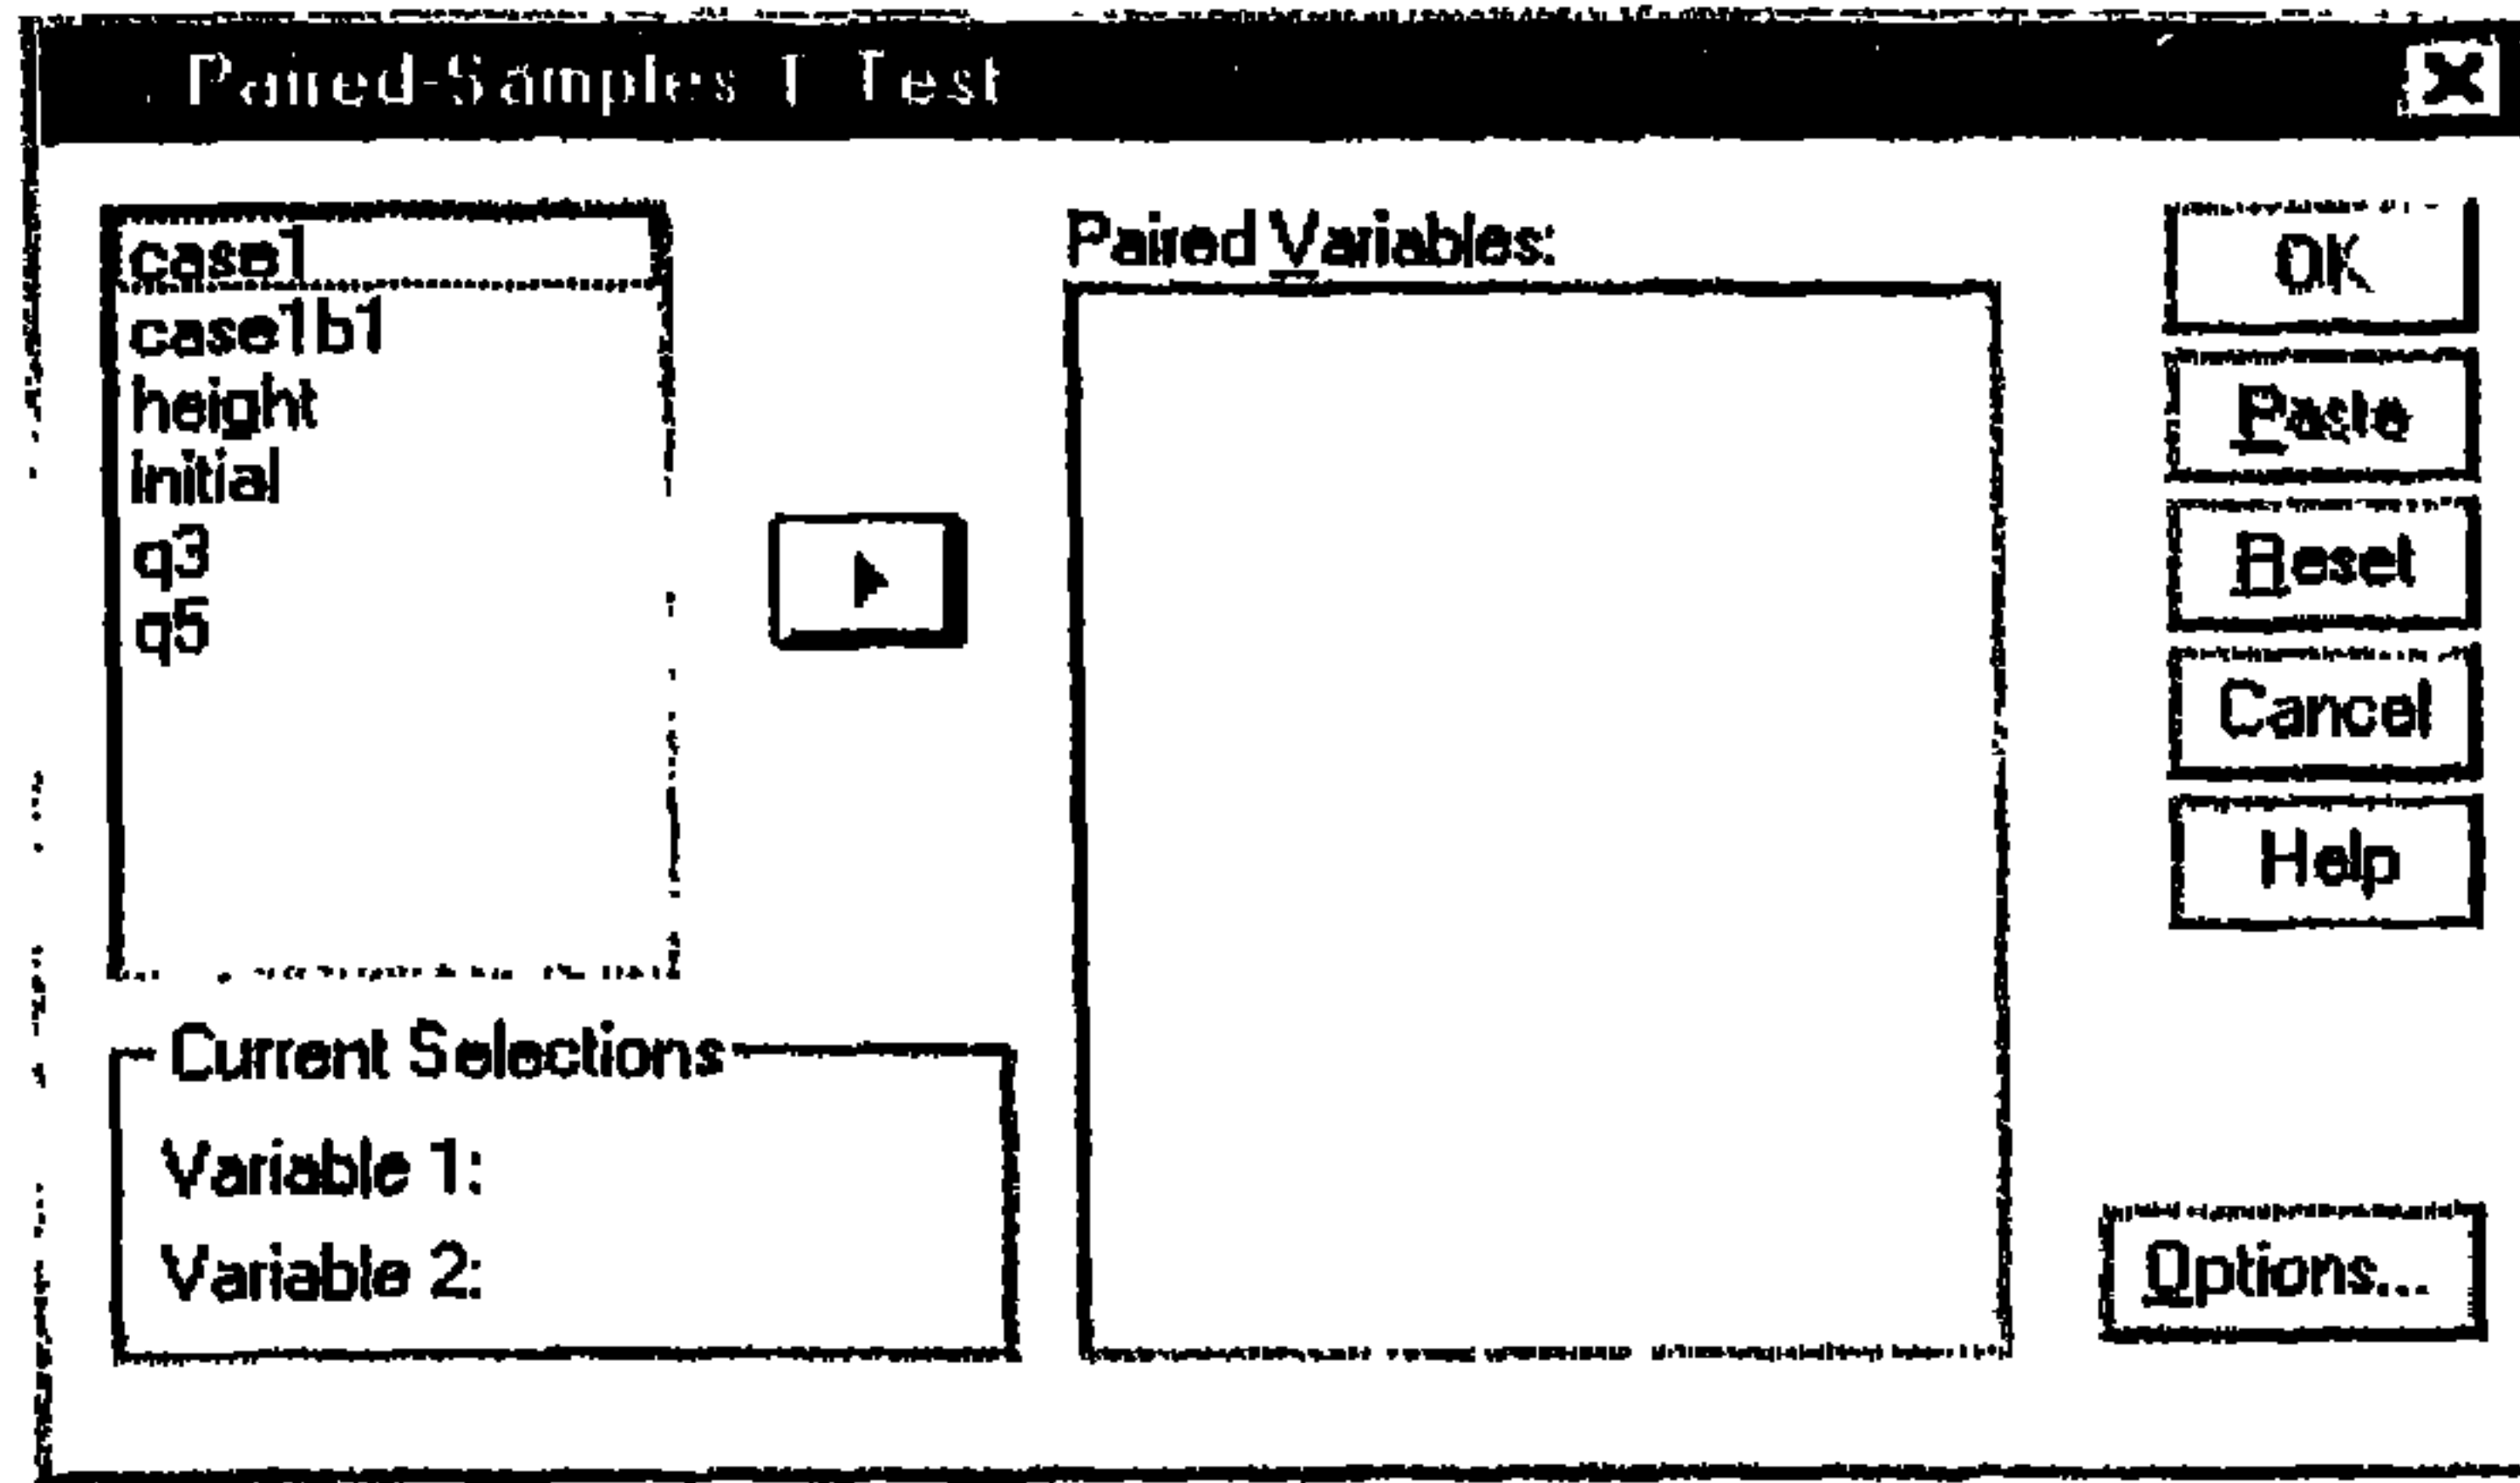 Paired-Samples T Test
case1
case1b1
height
initial
q3
q5
Current Selections
Variable 1:
Variable 2:
Paired Variables:
OK
Paste
Reset
Cancel
Help
Options...